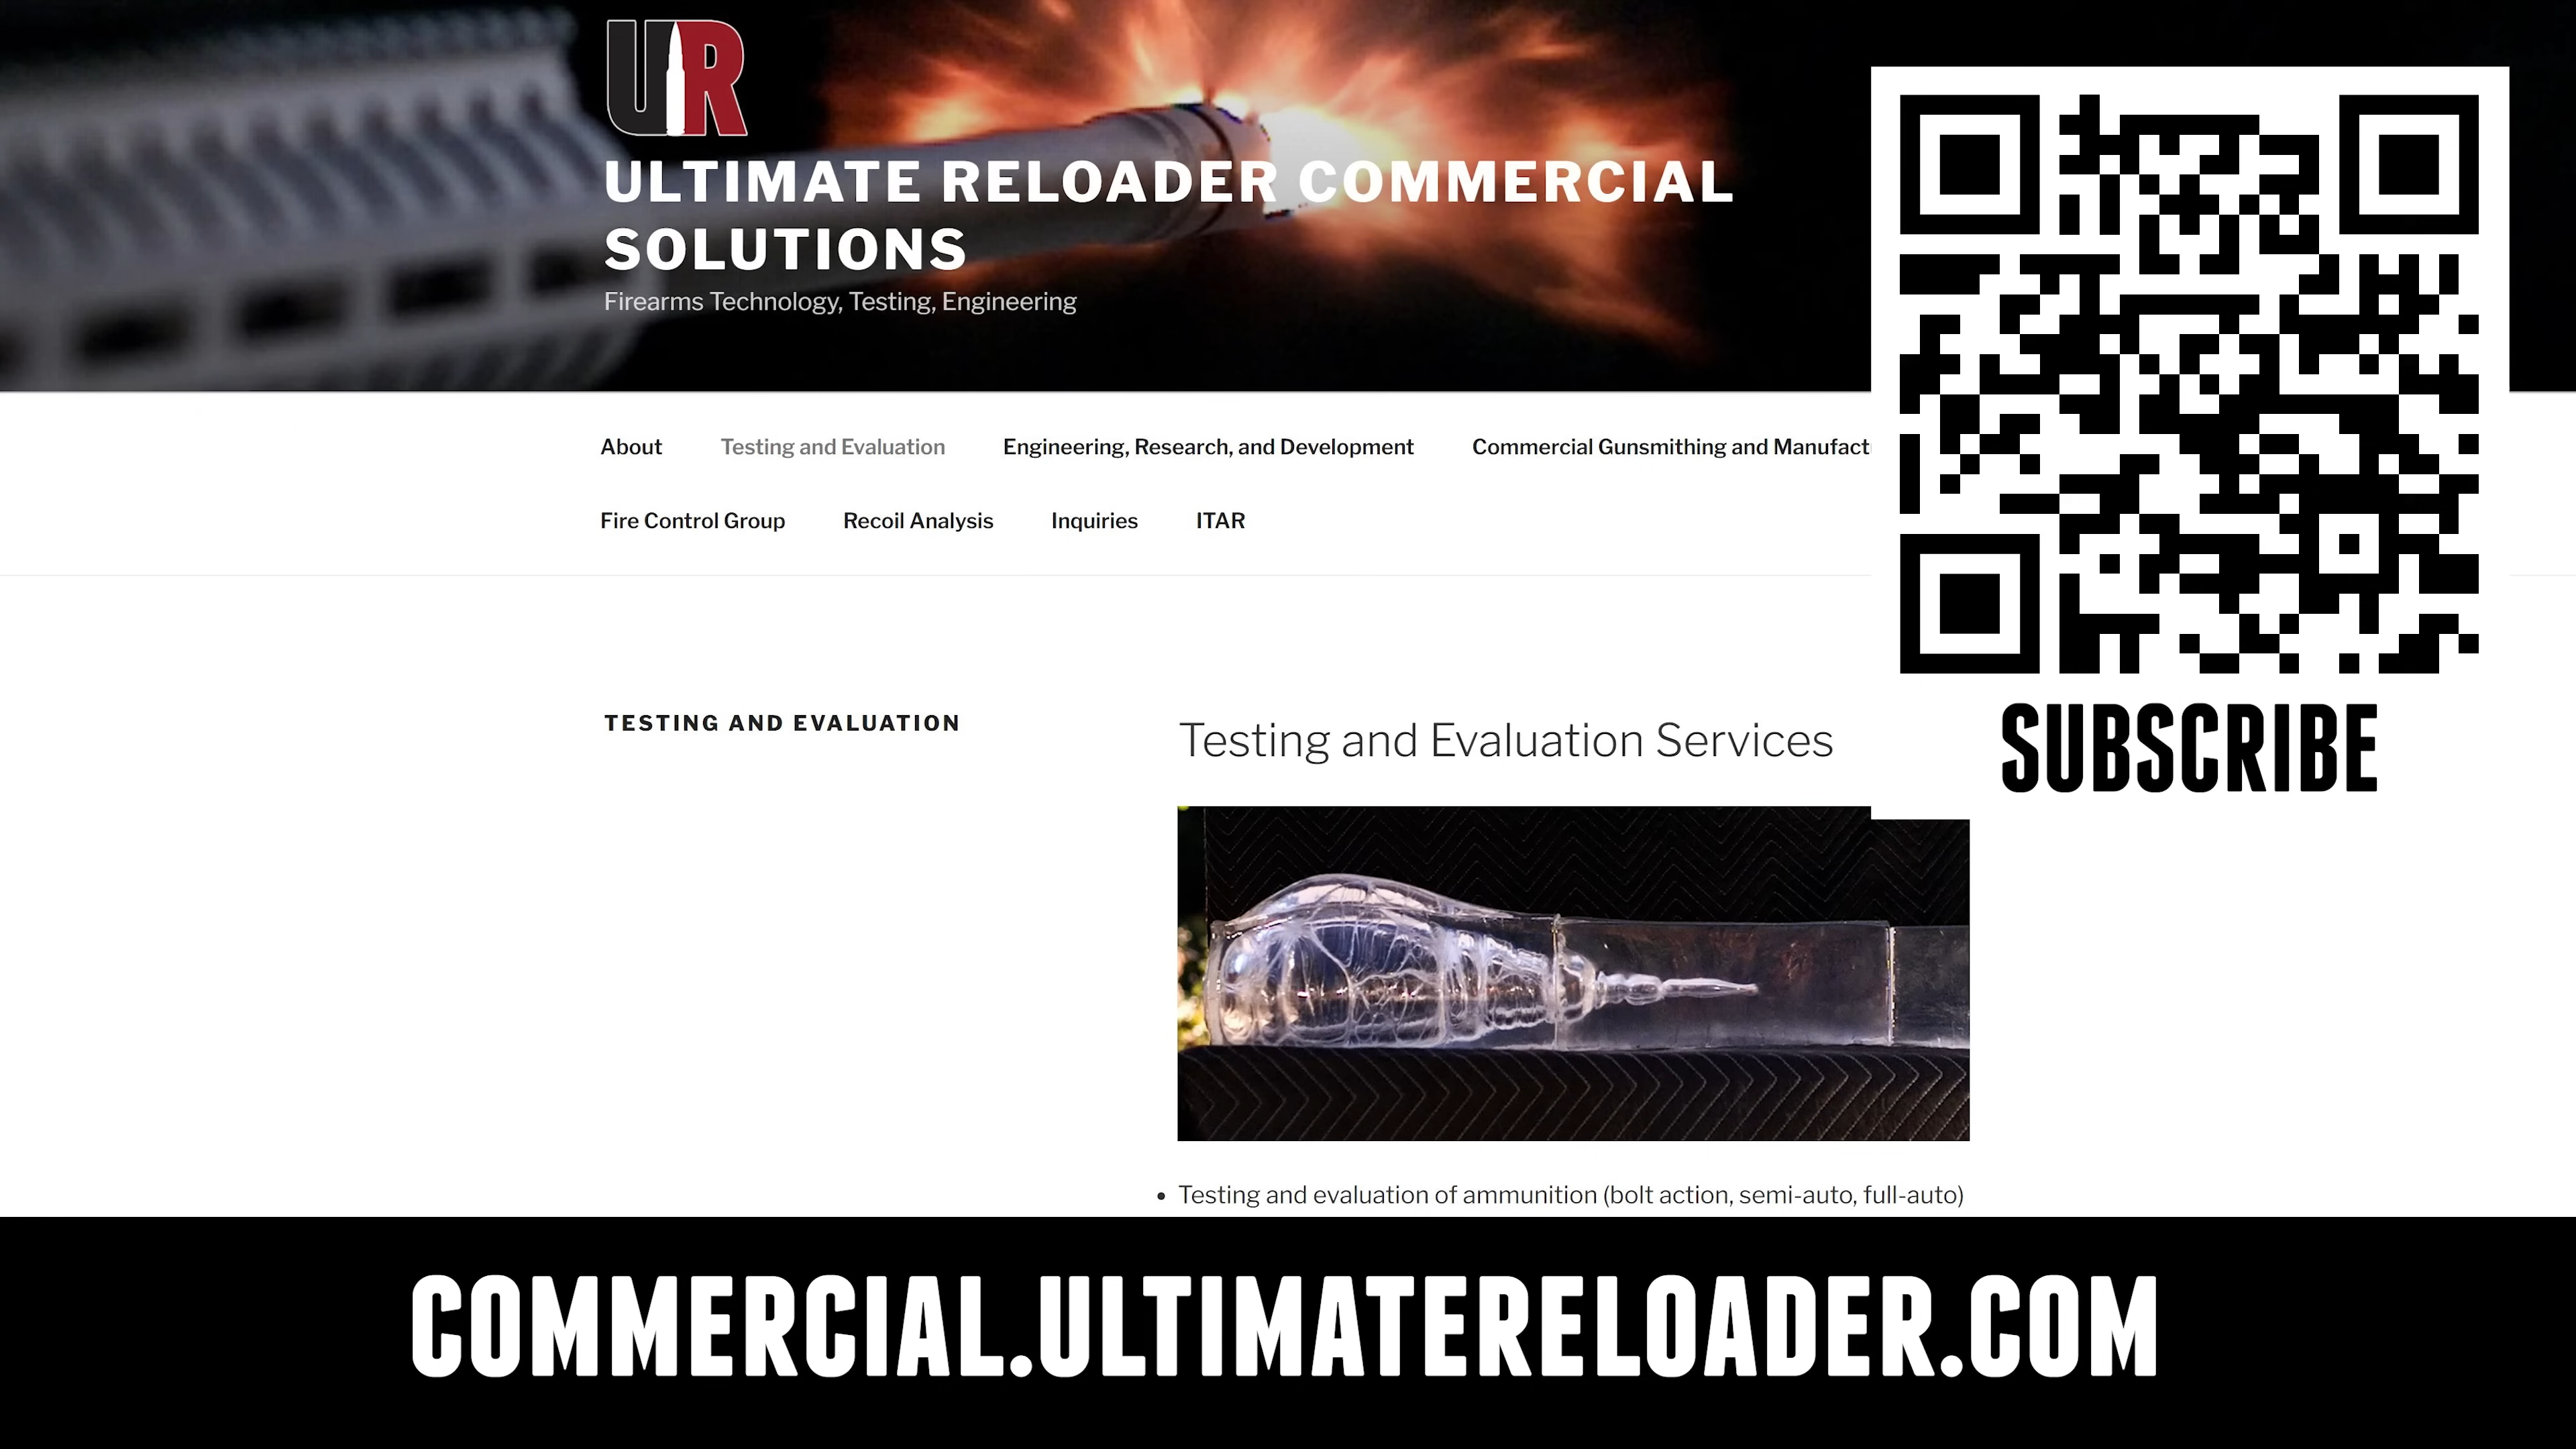 UR
ULTIMATE RELOADER COMMERCIAL
SOLUTIONS
Firearms Technology, Testing, Engineering
About Testing and Evaluation Engineering, Research, and Development Commercial Gunsmithing and Manufact
Fire Control Group Recoil Analysis Inquiries ITAR
SUBSCRIBE
TESTING AND EVALUATION
Testing and Evaluation Services
• Testing and evaluation of ammunition (bolt action, semi-auto, full-auto)
COMMERCIAL.ULTIMATERELOADER.COM